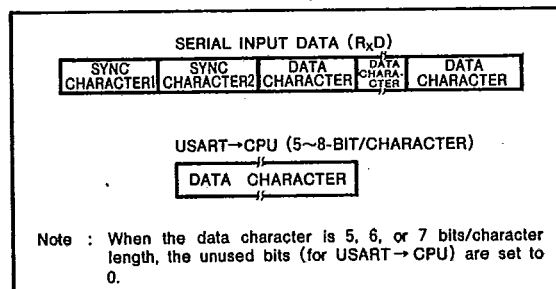 SERIAL INPUT DATA (RxD)
SYNC CHARACTER1 SYNC CHARACTER2 DATA CHARACTER DATA CHARA-CTER DATA CHARACTER
USART→CPU (5~8-BIT/CHARACTER)
DATA CHARACTER
Note : When the data character is 5, 6, or 7 bits/character
length, the unused bits (for USART→CPU) are set to
0.